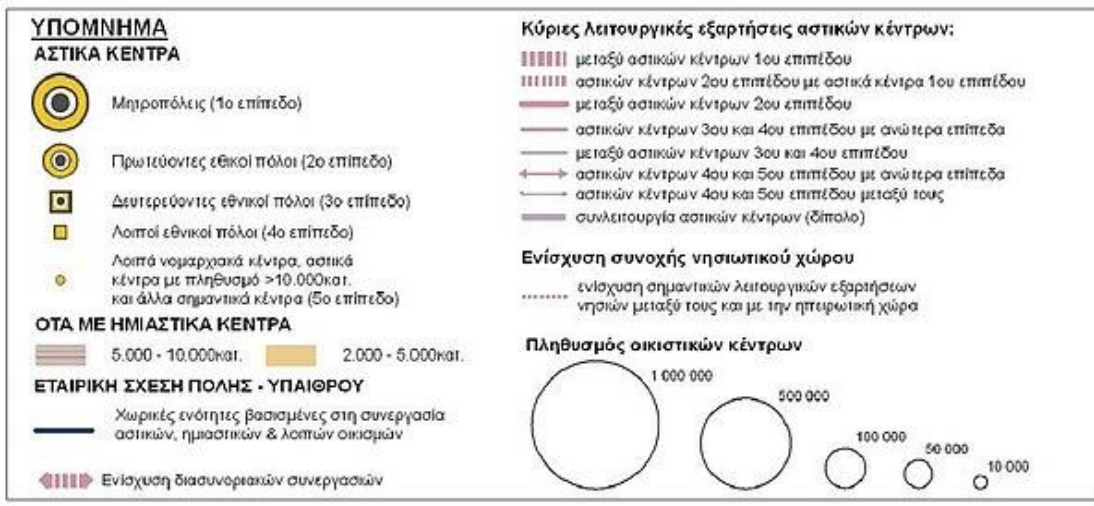 ΥΠΟΜΝΗΜΑ
ΑΣΤΙΚΑ ΚΕΝΤΡΑ
Μητροπόλεις (1ο επίπεδο)
Πρωτεύοντες εθικοί πόλοι (2ο επίπεδο)
Δευτερεύοντες εθνικοί πόλοι (3ο επίπεδο)
Λοιποί εθνικοί πόλοι (4ο επίπεδο)
Λοιπά νομαρχιακά κέντρα, αστικά
κέντρα με πληθυσμό >10.000κατ.
και άλλα σημαντικά κέντρα (5ο επίπεδο)
ΟΤΑ ΜΕ ΗΜΙΑΣΤΙΚΑ ΚΕΝΤΡΑ
5.000 - 10.000κατ.
2.000 - 5.000κατ.
ΕΤΑΙΡΙΚΗ ΣΧΕΣΗ ΠΟΛΗΣ - ΥΠΑΙΘΡΟΥ
Χωρικές ενότητες βασισμένες στη συνεργασία
αστικών, ημιαστικών & λοιπών οικισμών
Ενίσχυση διασυνοριακών συνεργασιών
Κύριες λειτουργικές εξαρτήσεις αστικών κέντρων:
μεταξύ αστικών κέντρων 1ου επιπέδου
αστικών κέντρων 2ου επιπέδου με αστικά κέντρα 1ου επιπέδου
μεταξύ αστικών κέντρων 2ου επιπέδου
αστικών κέντρων 3ου και 4ου επιπέδου με ανώτερα επίπεδα
μεταξύ αστικών κέντρων 3ου και 4ου επιπέδου
αστικών κέντρων 4ου και 5ου επιπέδου με ανώτερα επίπεδα
αστικών κέντρων 4ου και 5ου επιπέδου μεταξύ τους
συνλειτουργία αστικών κέντρων (δίπολο)
Ενίσχυση συνοχής νησιωτικού χώρου
ενίσχυση σημαντικών λειτουργικών εξαρτήσεων
νησιών μεταξύ τους και με την ηπειρωτική χώρα
Πληθυσμός οικιστικών κέντρων
1 000 000
500 000
100 000
50 000
10 000